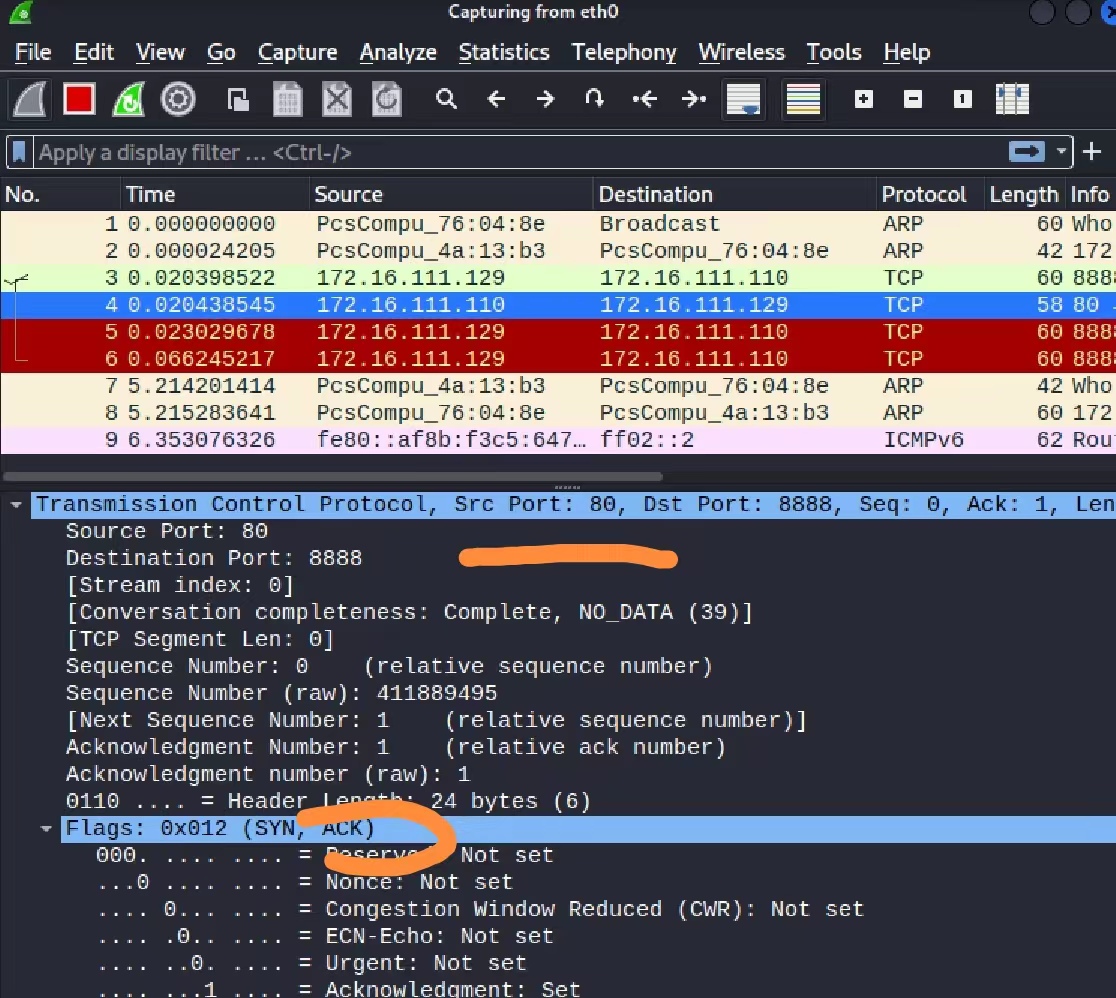 Capturing from eth0
File Edit View Go Capture Analyze Statistics Telephony Wireless Tools Help
Apply a display filter ... <Ctrl-/>
No. Time Source Destination Protocol Length Info
1 0.000000000 PcsCompu_76:04:8e Broadcast ARP 60 Who
2 0.000024205 PcsCompu_4a:13:b3 PcsCompu_76:04:8e ARP 42 172
3 0.020398522 172.16.111.129 172.16.111.110 TCP 60 888
4 0.020438545 172.16.111.110 172.16.111.129 TCP 58 80
5 0.023029678 172.16.111.129 172.16.111.110 TCP 60 888
6 0.066245217 172.16.111.129 172.16.111.110 TCP 60 888
7 5.214201414 PcsCompu_4a:13:b3 PcsCompu_76:04:8e ARP 42 Who
8 5.215283641 PcsCompu_76:04:8e PcsCompu_4a:13:b3 ARP 60 172
9 6.353076326 fe80::af8b:f3c5:647… ff02::2 ICMPv6 62 Rou
Transmission Control Protocol, Src Port: 80, Dst Port: 8888, Seq: 0, Ack: 1, Len
Source Port: 80
Destination Port: 8888
[Stream index: 0]
[Conversation completeness: Complete, NO_DATA (39)]
[TCP Segment Len: 0]
Sequence Number: 0 (relative sequence number)
Sequence Number (raw): 411889495
[Next Sequence Number: 1 (relative sequence number)]
Acknowledgment Number: 1 (relative ack number)
Acknowledgment number (raw): 1
0110 .... = Header Length: 24 bytes (6)
Flags: 0x012 (SYN, ACK)
000. .... .... = Reserved: Not set
...0 .... .... = Nonce: Not set
.... 0... .... = Congestion Window Reduced (CWR): Not set
.... .0.. .... = ECN-Echo: Not set
.... ..0. .... = Urgent: Not set
.... ...1 .... = Acknowledgment: Set